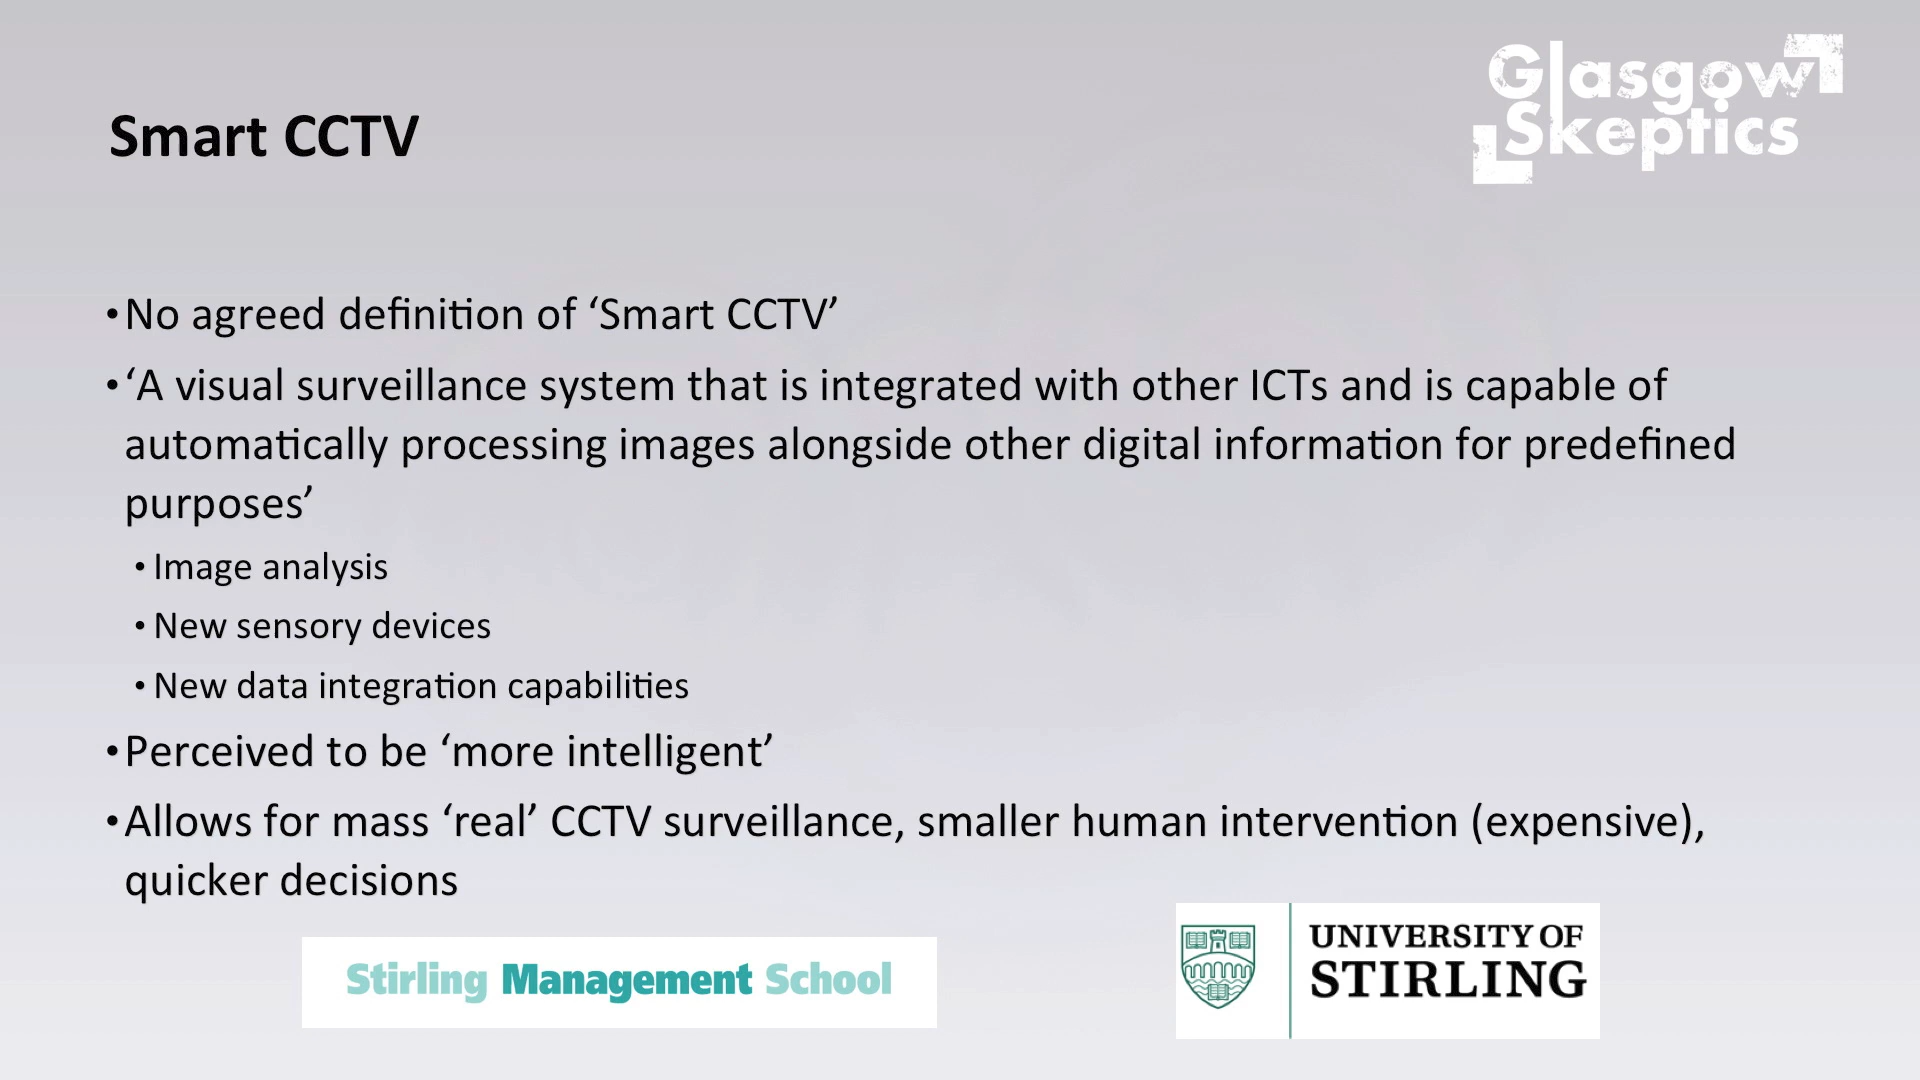 Glasgow
Skeptics
Smart CCTV
•No agreed definition of ‘Smart CCTV’
•‘A visual surveillance system that is integrated with other ICTs and is capable of
automatically processing images alongside other digital information for predefined
purposes’
•Image analysis
•New sensory devices
•New data integration capabilities
•Perceived to be ‘more intelligent’
•Allows for mass ‘real’ CCTV surveillance, smaller human intervention (expensive),
quicker decisions
Stirling Management School
UNIVERSITY OF
STIRLING